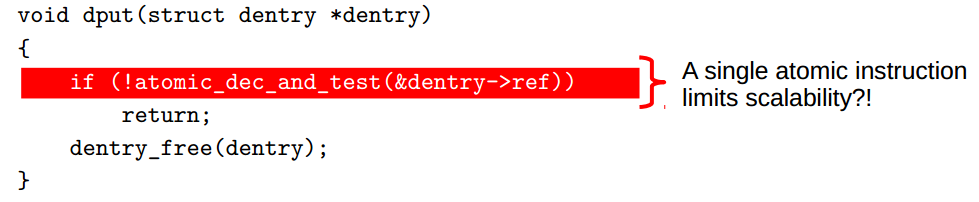 void dput(struct dentry *dentry)
{
if (!atomic_dec_and_test(&dentry->ref))
A single atomic instruction
limits scalability?!
return;
dentry_free(dentry);
}